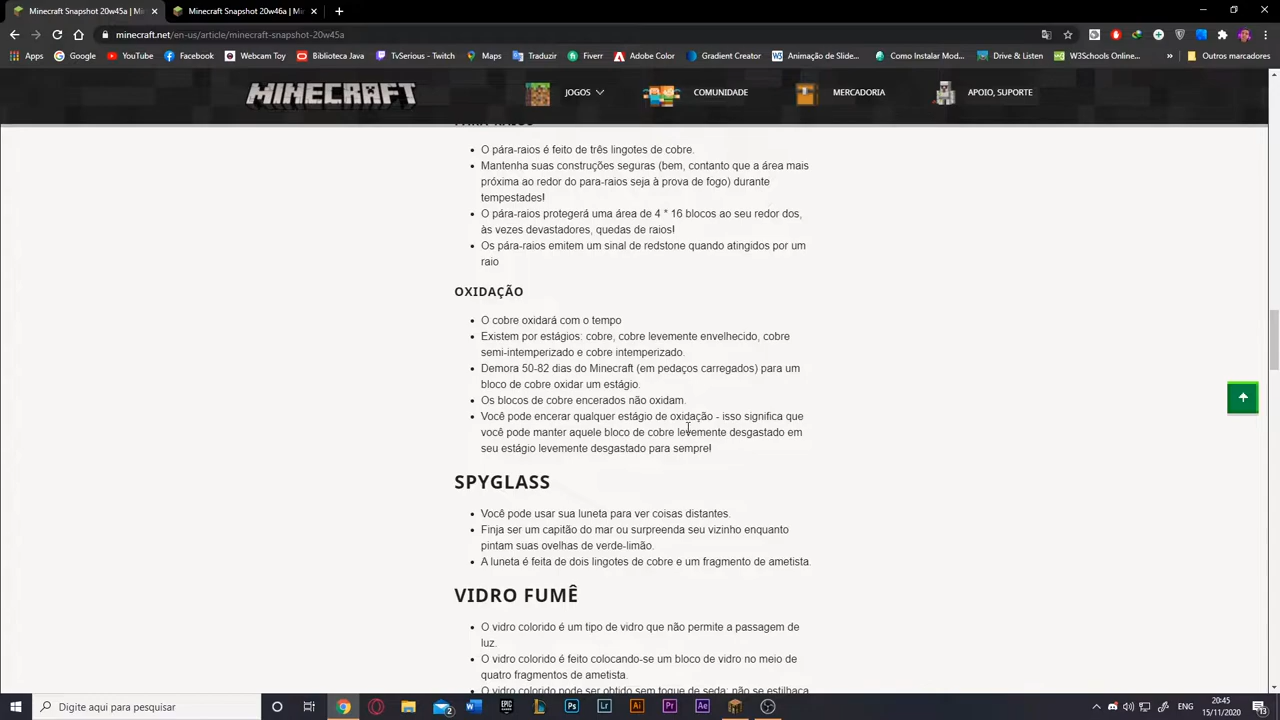 Minecraft Snapshot 20w45a | Min
Minecraft Snapshot 20w46a | Min
minecraft.net/en-us/article/minecraft-snapshot-20w45a
Apps
Google
YouTube
Facebook
Webcam Toy
Biblioteca Java
TvSerious - Twitch
Projeto - Tradurir
Fiverr
Adobe Color
Gradient Creator
Animação de Slide...
Como Instalar Mod...
Drive & Listen
W3Schools Online...
»
Outros marcadores
MINECRAFT
JOGOS
COMUNIDADE
MERCADORIA
APOIO, SUPORTE
PÁRA-RAIOS
• O pára-raios é feito de três lingotes de cobre.
• Mantenha suas construções seguras (bem, contanto que a área mais
próxima ao redor do para-raios seja à prova de fogo) durante
tempestades!
• O pára-raios protegerá uma área de 4 * 16 blocos ao seu redor dos,
às vezes devastadores, quedas de raios!
• Os pára-raios emitem um sinal de redstone quando atingidos por um
raio
OXIDAÇÃO
• O cobre oxidará com o tempo
• Existem por estágios: cobre, cobre levemente envelhecido, cobre
semi-intemperizado e cobre intemperizado.
• Demora 50-82 dias do Minecraft (em pedaços carregados) para um
bloco de cobre oxidar um estágio.
• Os blocos de cobre encerados não oxidam.
• Você pode encerar qualquer estágio de oxidação - isso significa que
você pode manter aquele bloco de cobre levemente desgastado em
seu estágio levemente desgastado para sempre!
SPYGLASS
• Você pode usar sua luneta para ver coisas distantes.
• Finja ser um capitão do mar ou surpreenda seu vizinho enquanto
pintam suas ovelhas de verde-limão.
• A luneta é feita de dois lingotes de cobre e um fragmento de ametista.
VIDRO FUMÊ
• O vidro colorido é um tipo de vidro que não permite a passagem de
luz.
• O vidro colorido é feito colocando-se um bloco de vidro no meio de
quatro fragmentos de ametista.
• O vidro colorido pode ser obtido sem toque de seda: não se estilhaça
Digite aqui para pesquisar
ENG
20:45
15/11/2020